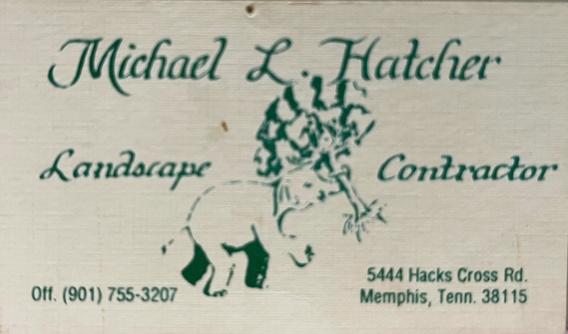 Michael L. Hatcher
Landscape Contractor
Off. (901) 755-3207
5444 Hacks Cross Rd.
Memphis, Tenn. 38115